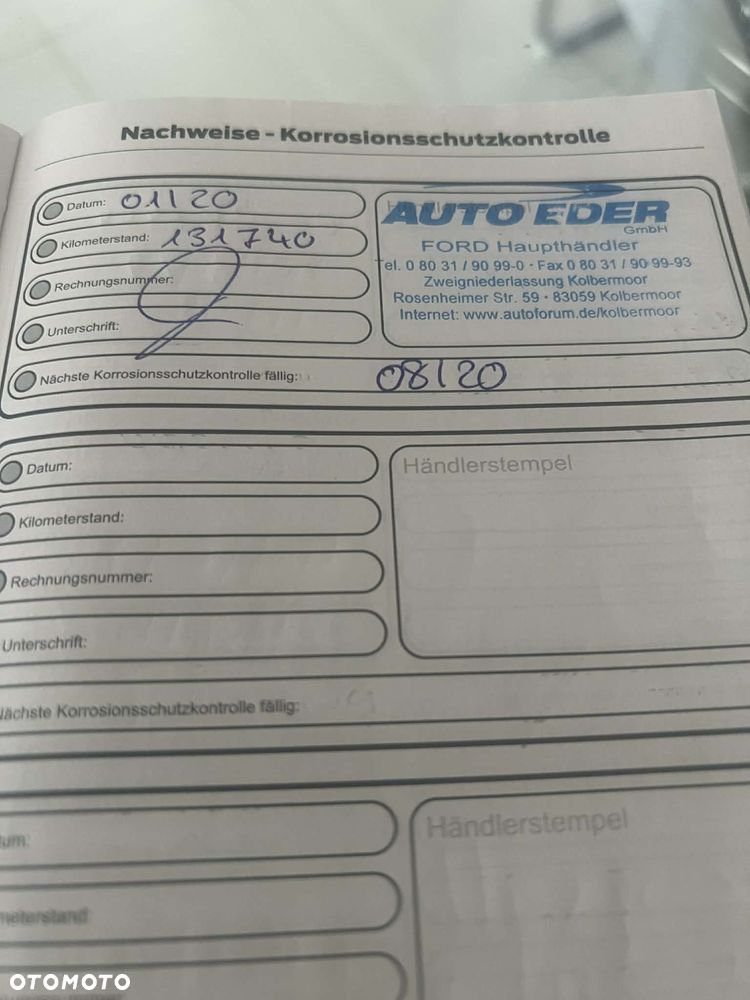 Nachweise - Korrosionsschutzkontrolle
Datum: 01/20
Kilometerstand: 131740
Rechnungsnummer:
Unterschrift:
AUTO EDER
GmbH
FORD Haupthändler
Tel. 0 80 31 / 90 99-0 · Fax 0 80 31 / 90 99-93
Zweigniederlassung Kolbermoor
Rosenheimer Str. 59 · 83059 Kolbermoor
Internet: www.autoforum.de/kolbermoor
Nächste Korrosionsschutzkontrolle fällig: 08/20
Datum:
Kilometerstand:
Rechnungsnummer:
Unterschrift:
Händlerstempel
Nächste Korrosionsschutzkontrolle fällig:
tum:
meterstand:
Händlerstempel
OTOMOTO